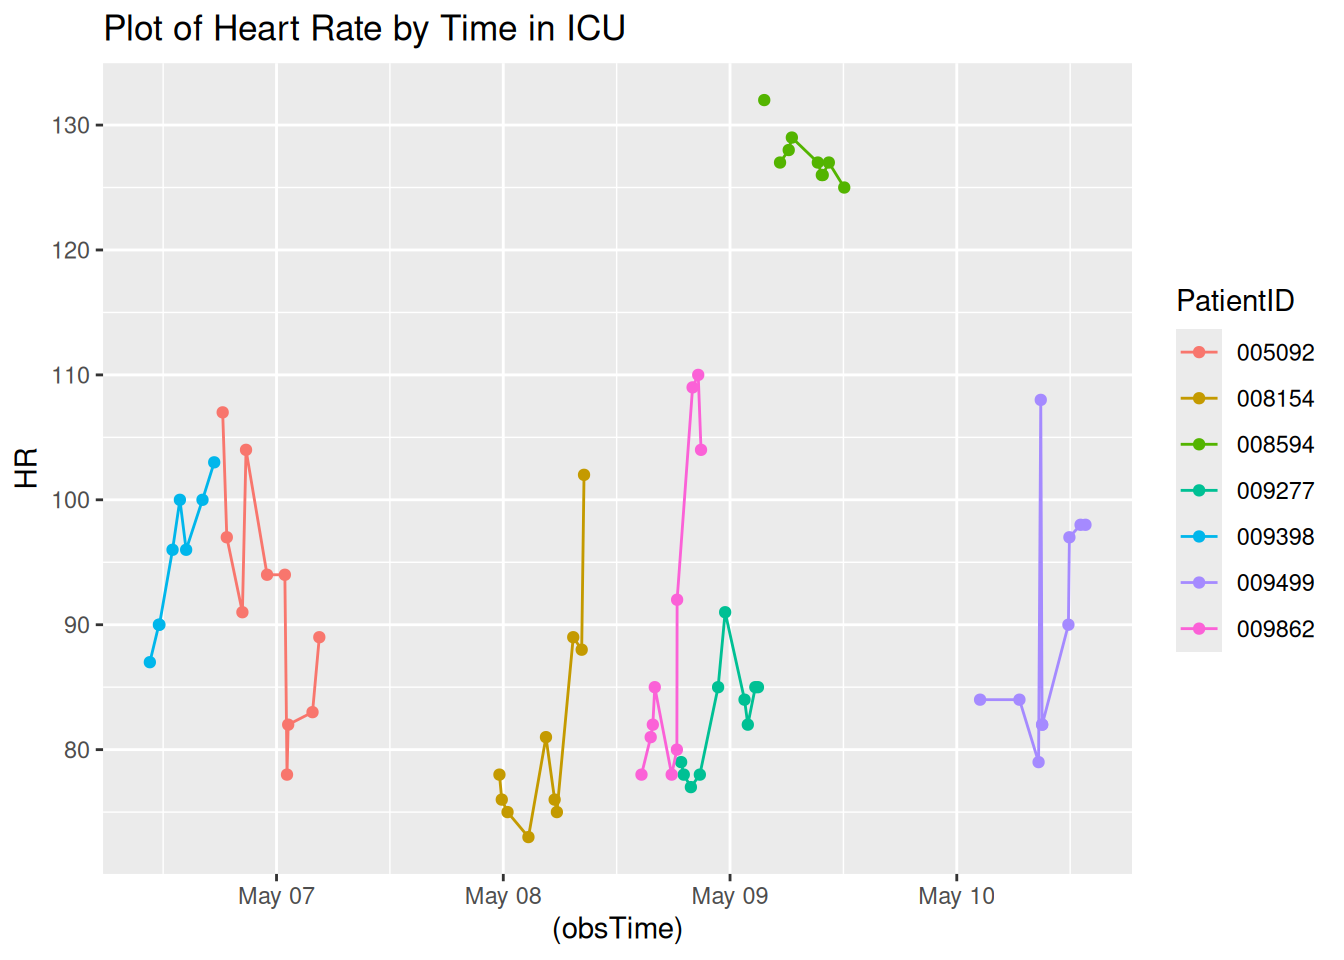 Plot of Heart Rate by Time in ICU
HR
130
120
110
100
90
80
May 07 May 08 May 09 May 10
(obsTime)
PatientID
005092
008154
008594
009277
009398
009499
009862